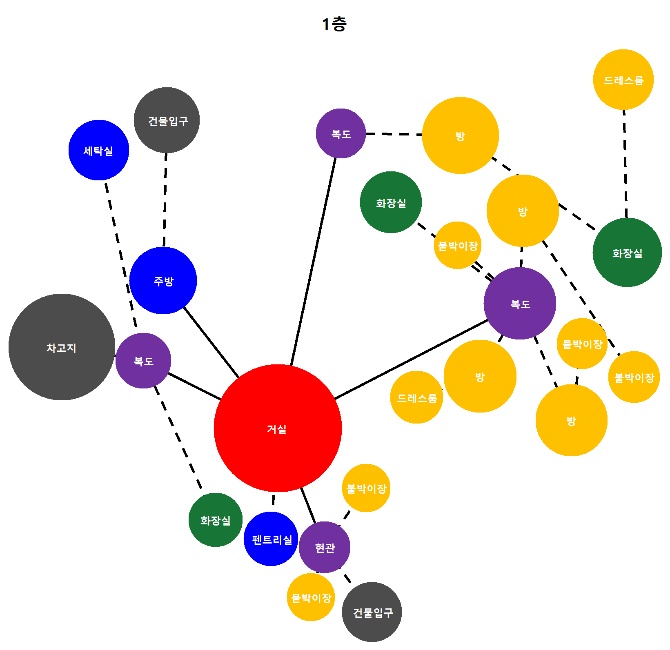 1층
드레스룸
건물입구
복도
방
세탁실
화장실
방
붙박이장
화장실
주방
복도
차고지
복도
붙박이장
방
붙박이장
드레스룸
방
거실
붙박이장
화장실
펜트리실
현관
붙박이장
건물입구